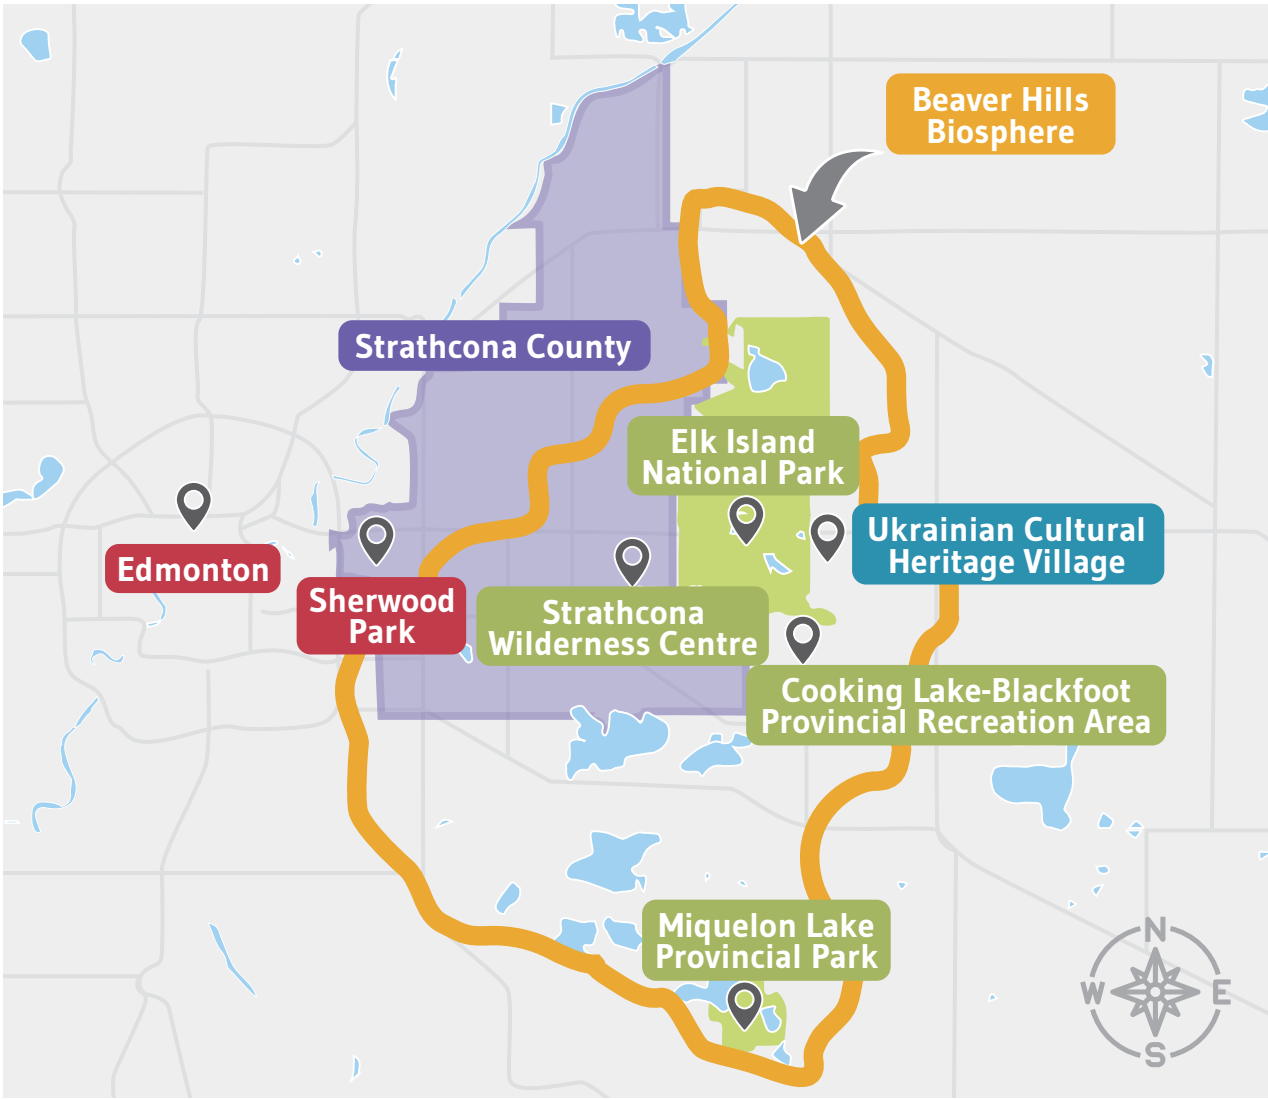 Beaver Hills
Biosphere
Strathcona County
Elk Island
National Park
Ukrainian Cultural
Heritage Village
Edmonton
Sherwood
Park
Strathcona
Wilderness Centre
Cooking Lake-Blackfoot
Provincial Recreation Area
Miquelon Lake
Provincial Park
N
W E
S